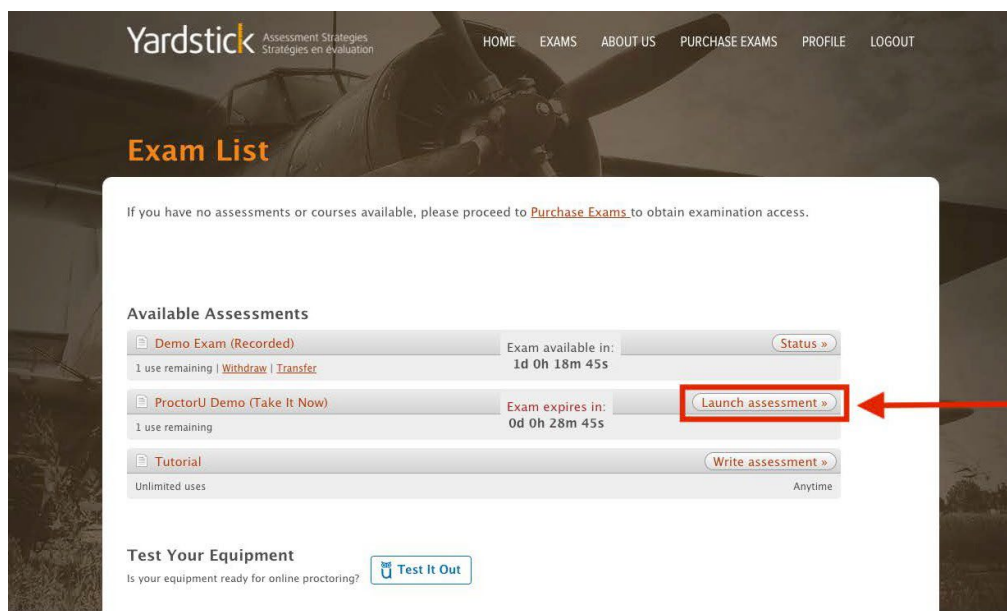 Yardstick Assessment Strategies
Stratégies en évaluation
HOME EXAMS ABOUT US PURCHASE EXAMS PROFILE LOGOUT
Exam List
If you have no assessments or courses available, please proceed to Purchase Exams to obtain examination access.
Available Assessments
Demo Exam (Recorded)
Exam available in:
Status »
1 use remaining | Withdraw | Transfer
1d 0h 18m 45s
ProctorU Demo (Take It Now)
Exam expires in:
Launch assessment »
1 use remaining
0d 0h 28m 45s
Tutorial
Write assessment »
Unlimited uses
Anytime
Test Your Equipment
Is your equipment ready for online proctoring?
Test It Out